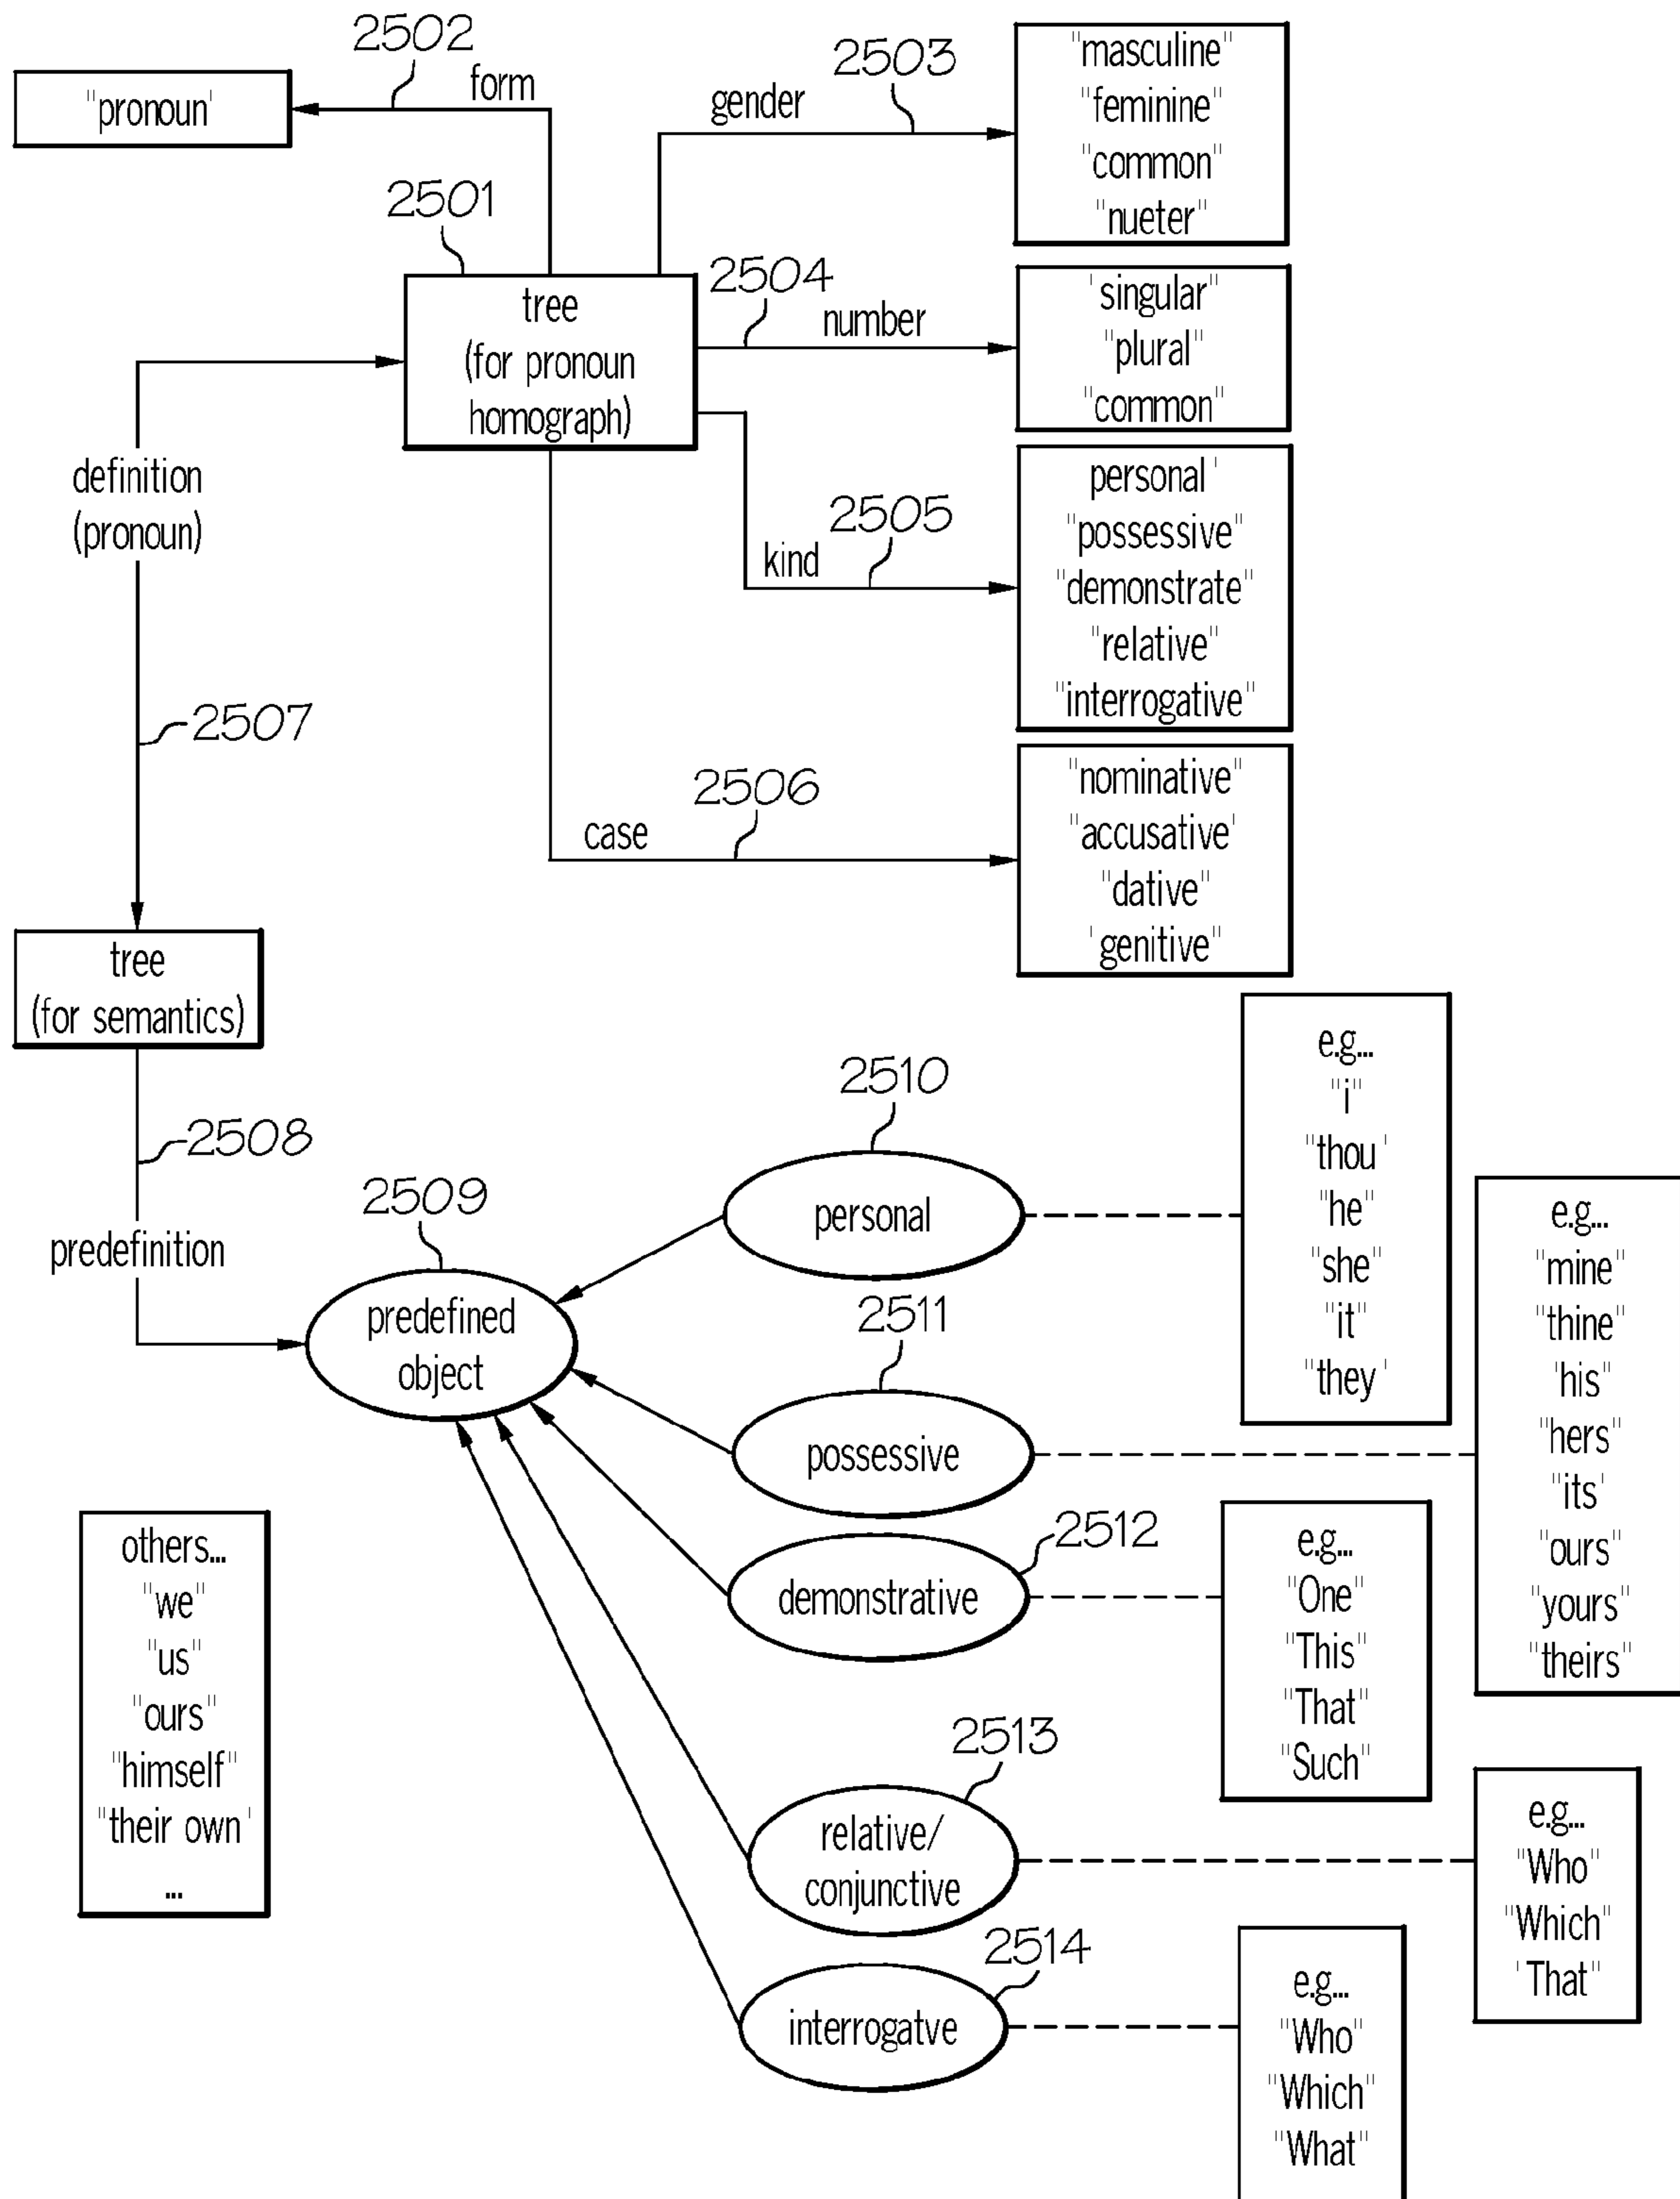 2502
form
"pronoun'
gender
2503
"masculine"
"feminine"
"common"
"nueter"
2501
tree
(for pronoun
homograph)
2504
number
'singular"
"plural"
"common"
definition
(pronoun)
kind
2505
personal '
"possessive"
"demonstrate"
"relative"
"interrogative"
2507
case
2506
"nominative"
"accusative'
"dative"
'genitive"
tree
(for semantics)
2508
predefinition
2509
predefined
object
2510
personal
e.g...
"i"
"thou'
"he"
"she"
"it"
"they'
2511
possessive
e.g...
"mine"
"thine"
'his"
"hers"
"its'
"ours"
"yours"
"theirs"
2512
demonstrative
e.g...
"One"
"This"
"That"
"Such"
others...
"we"
"us"
"ours"
"himself"
"their own'
...
2513
relative/
conjunctive
e.g...
"Who"
"Which"
'That"
2514
interrogatve
e.g...
"Who"
"Which"
"What"